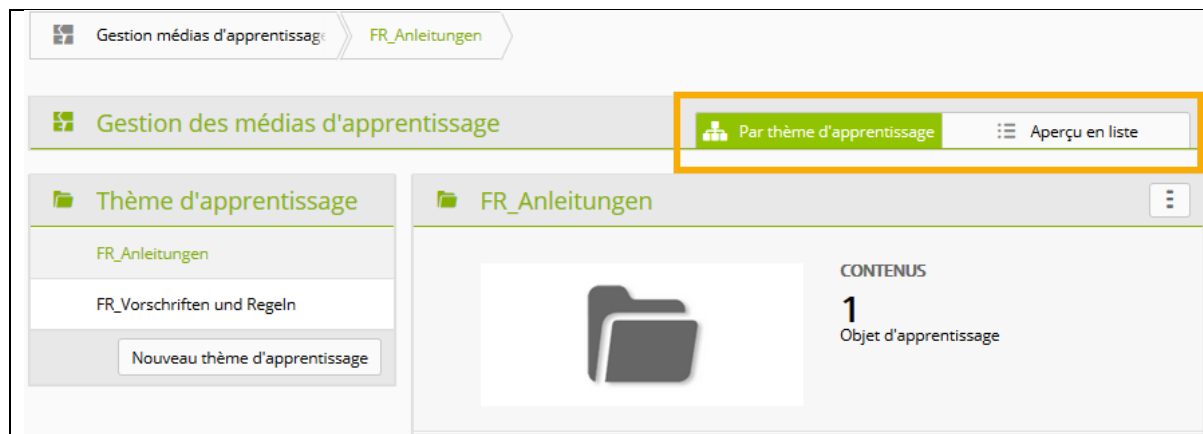 Gestion médias d'apprentissage
FR_Anleitungen
Gestion des médias d'apprentissage
Par thème d'apprentissage
Aperçu en liste
Thème d'apprentissage
FR_Anleitungen
FR_Anleitungen
FR_Vorschriften und Regeln
Nouveau thème d'apprentissage
CONTENUS
1
Objet d'apprentissage